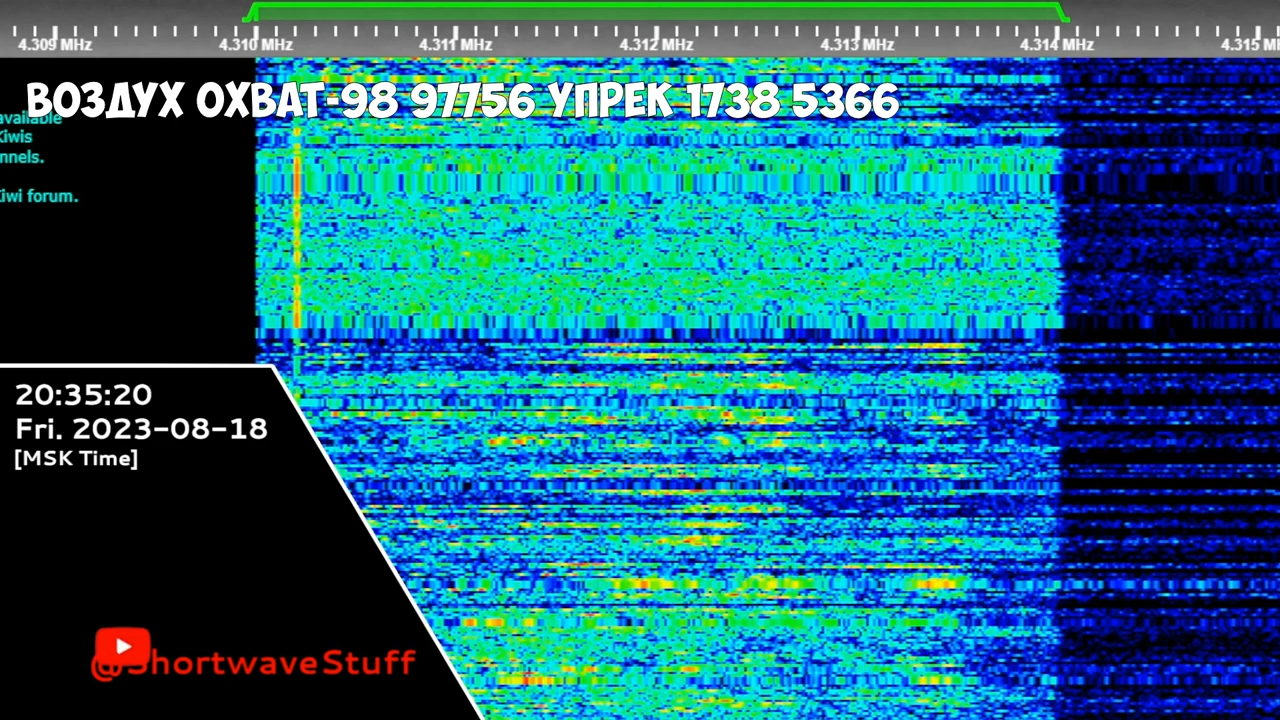 4.309 MHz 4.310 MHz 4.311 MHz 4.312 MHz 4.313 MHz 4.314 MHz 4.315 M
ВОЗДУХ ОХВАТ-98 97756 УПРЕК 1738 5366
available
Kiwis
nnels.
Kiwi forum.
20:35:20
Fri. 2023-08-18
[MSK Time]
@ShortwaveStuff